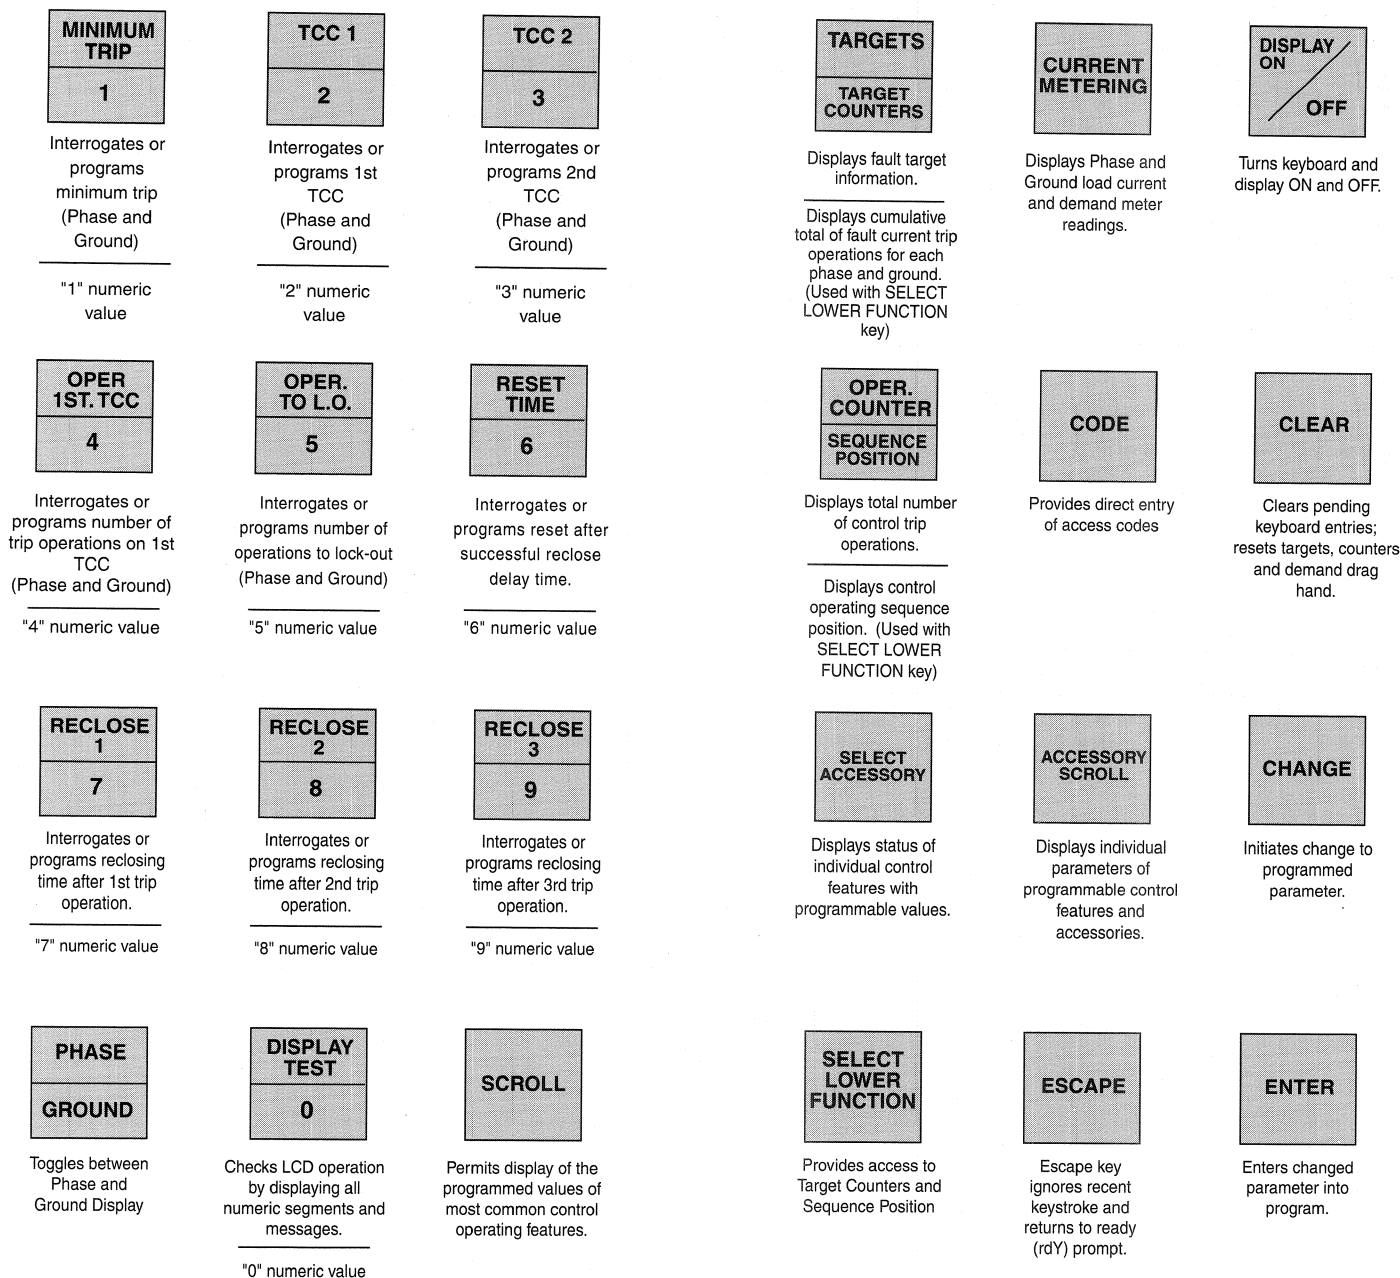 MINIMUM
TRIP
1
Interrogates or
programs
minimum trip
(Phase and
Ground)
"1" numeric
value
TCC 1
2
Interrogates or
programs 1st
TCC
(Phase and
Ground)
"2" numeric
value
TCC 2
3
Interrogates or
programs 2nd
TCC
(Phase and
Ground)
"3" numeric
value
TARGETS
TARGET
COUNTERS
Displays fault target
information.
Displays cumulative
total of fault current trip
operations for each
phase and ground.
(Used with SELECT
LOWER FUNCTION
key)
CURRENT
METERING
Displays Phase and
Ground load current
and demand meter
readings.
DISPLAY
ON
OFF
Turns keyboard and
display ON and OFF.
OPER
1ST. TCC
4
Interrogates or
programs number of
trip operations on 1st
TCC
(Phase and Ground)
"4" numeric value
OPER.
TO L.O.
5
Interrogates or
programs number of
operations to lock-out
(Phase and Ground)
"5" numeric value
RESET
TIME
6
Interrogates or
programs reset after
successful reclose
delay time.
"6" numeric value
OPER.
COUNTER
SEQUENCE
POSITION
Displays total number
of control trip
operations.
Displays control
operating sequence
position. (Used with
SELECT LOWER
FUNCTION key)
CODE
Provides direct entry
of access codes
CLEAR
Clears pending
keyboard entries;
resets targets, counters
and demand drag
hand.
RECLOSE
1
7
Interrogates or
programs reclosing
time after 1st trip
operation.
"7" numeric value
RECLOSE
2
8
Interrogates or
programs reclosing
time after 2nd trip
operation.
"8" numeric value
RECLOSE
3
9
Interrogates or
programs reclosing
time after 3rd trip
operation.
"9" numeric value
SELECT
ACCESSORY
Displays status of
individual control
features with
programmable values.
ACCESSORY
SCROLL
Displays individual
parameters of
programmable control
features and
accessories.
CHANGE
Initiates change to
programmed
parameter.
PHASE
GROUND
Toggles between
Phase and
Ground Display
DISPLAY
TEST
0
Checks LCD operation
by displaying all
numeric segments and
messages.
"0" numeric value
SCROLL
Permits display of the
programmed values of
most common control
operating features.
SELECT
LOWER
FUNCTION
Provides access to
Target Counters and
Sequence Position
ESCAPE
Escape key
ignores recent
keystroke and
returns to ready
(rdY) prompt.
ENTER
Enters changed
parameter into
program.